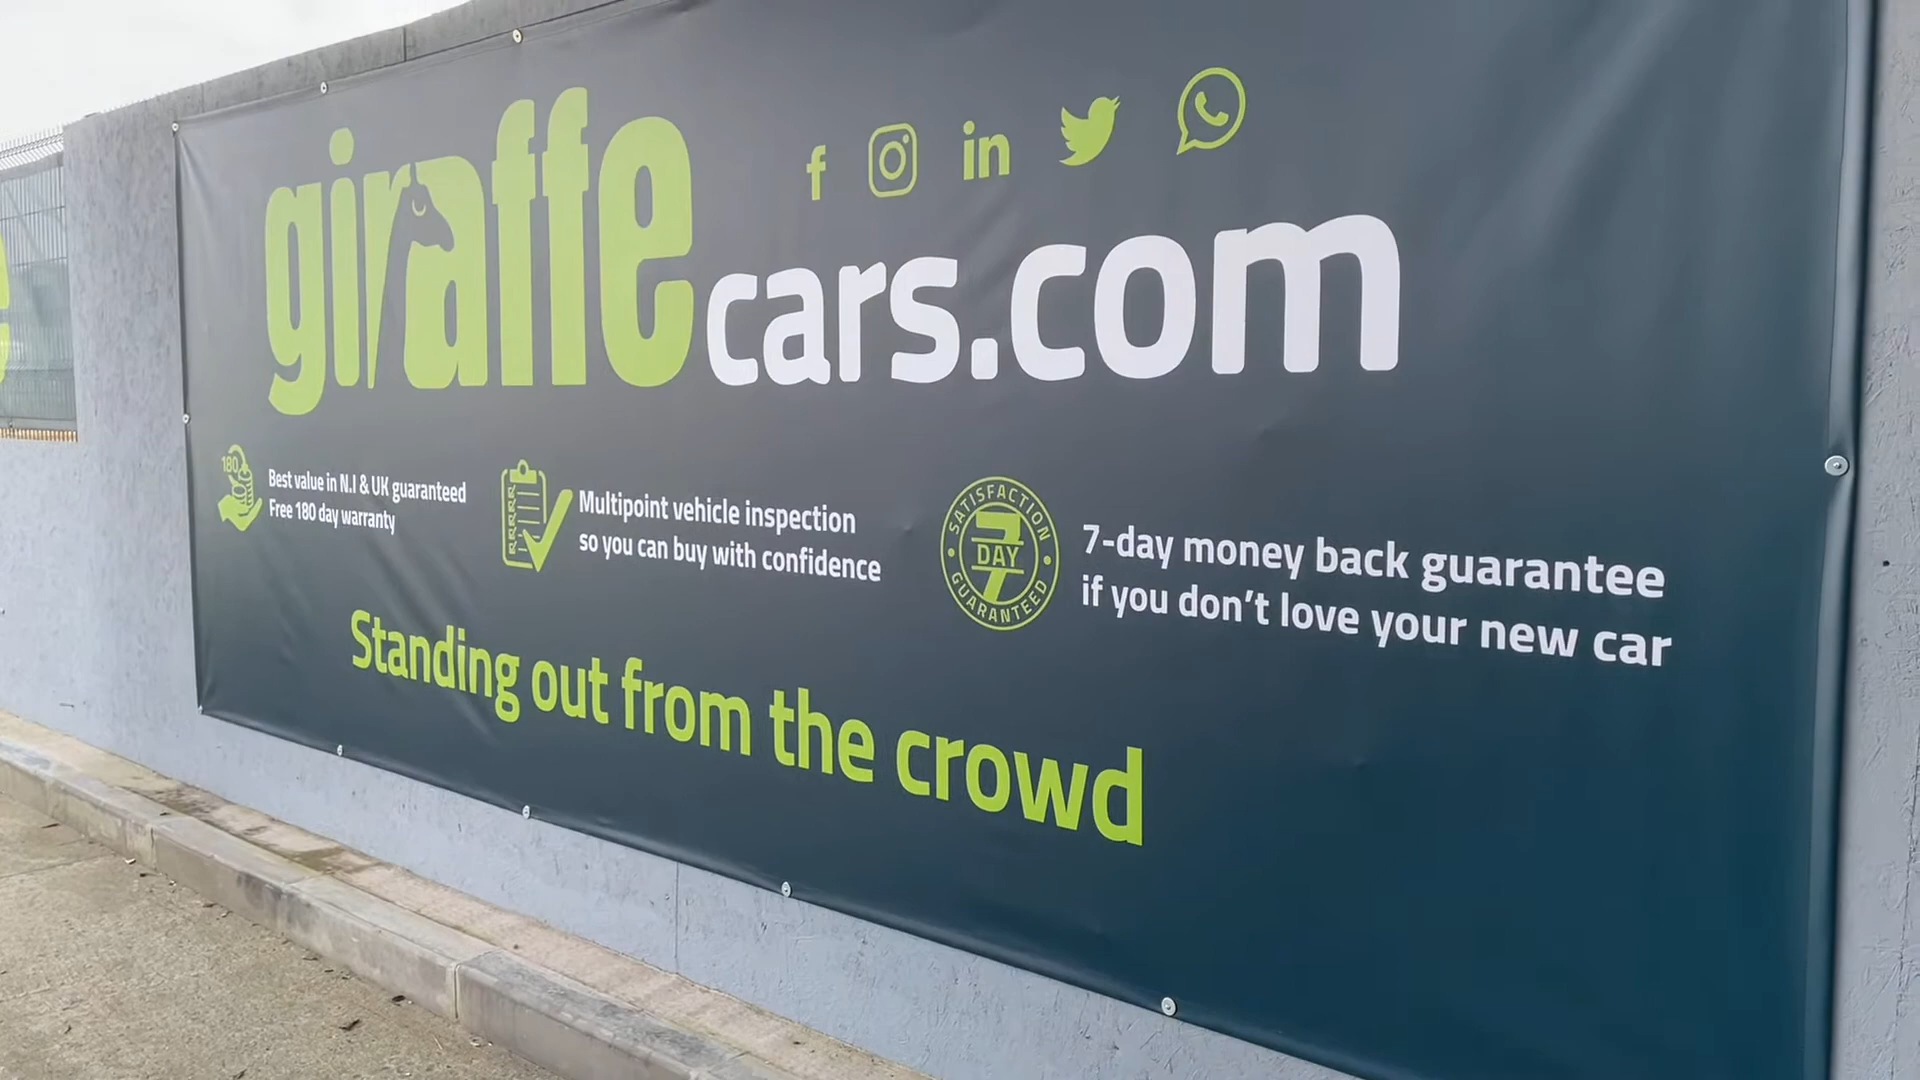 giraffecars.com
f
in
180
Best value in N.I & UK guaranteed
Free 180 day warranty
Multipoint vehicle inspection
so you can buy with confidence
SATISFACTION
7
DAY
GUARANTEED
7-day money back guarantee
if you don't love your new car
Standing out from the crowd